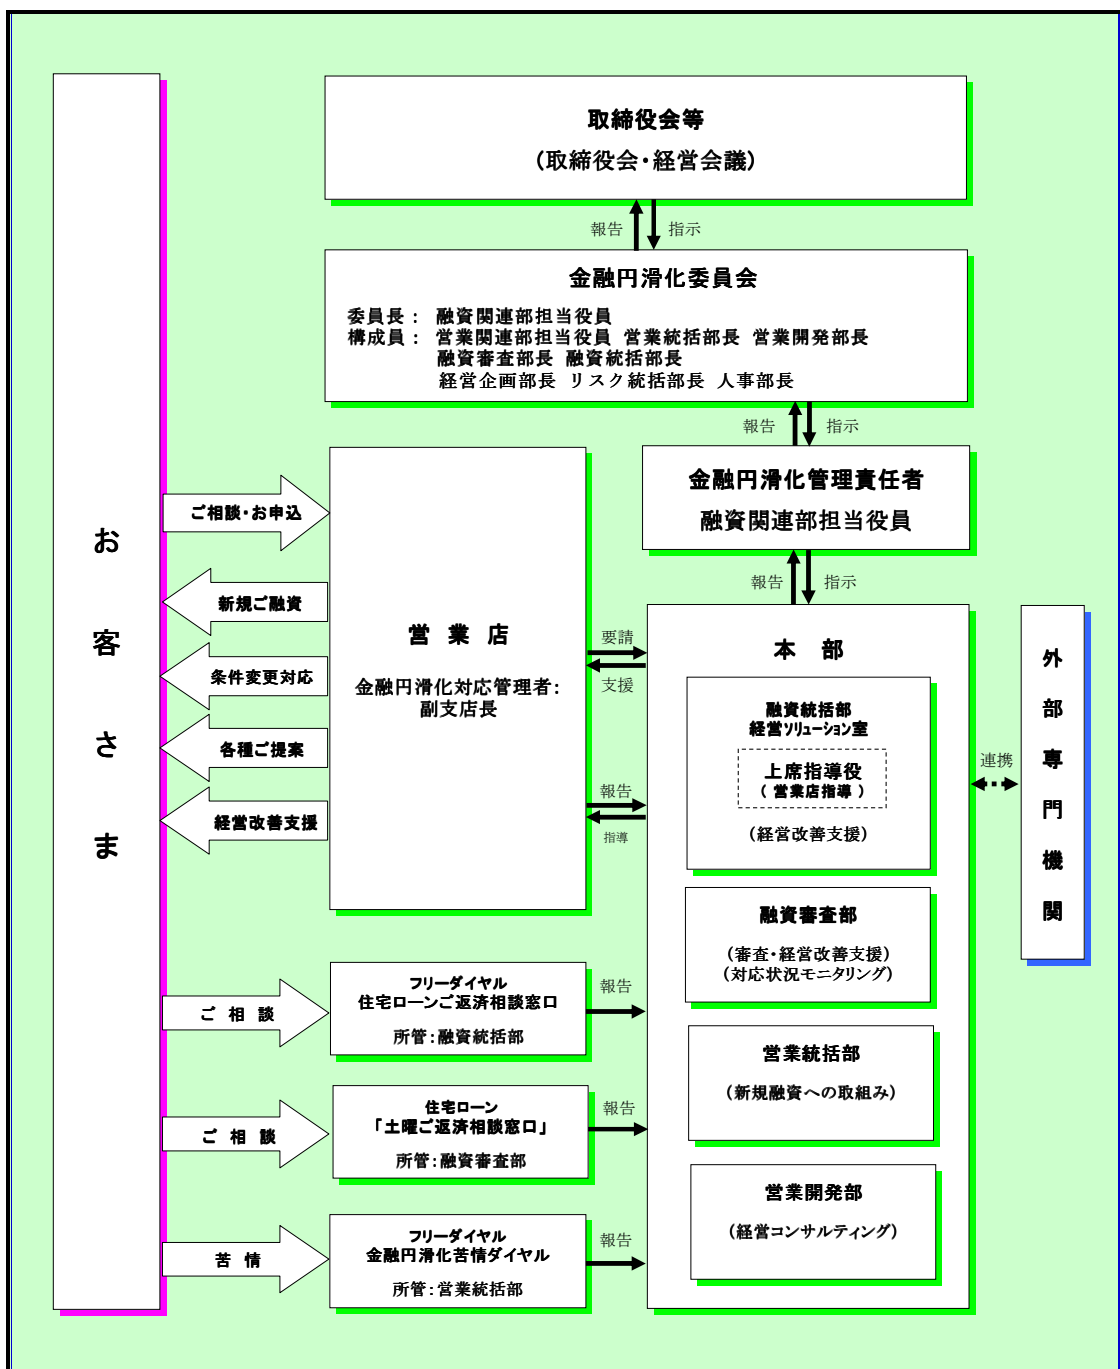 お客さま
取締役会等
(取締役会・経営会議)
報告
指示
金融円滑化委員会
委員長: 融資関連部担当役員
構成員: 営業関連部担当役員 営業統括部長 営業開発部長
融資審査部長 融資統括部長
経営企画部長 リスク統括部長 人事部長
報告
指示
金融円滑化管理責任者
融資関連部担当役員
報告
指示
ご相談・お申込
新規ご融資
条件変更対応
各種ご提案
経営改善支援
営業店
金融円滑化対応管理者:
副支店長
要請
支援
報告
指導
本部
融資統括部
経営ソリューション室
上席指導役
(営業店指導)
(経営改善支援)
融資審査部
(審査・経営改善支援)
(対応状況モニタリング)
営業統括部
(新規融資への取組み)
営業開発部
(経営コンサルティング)
連携
外部専門機関
ご相談
フリーダイヤル
住宅ローンご返済相談窓口
所管:融資統括部
報告
ご相談
住宅ローン
「土曜ご返済相談窓口」
所管:融資審査部
報告
苦情
フリーダイヤル
金融円滑化苦情ダイヤル
所管:営業統括部
報告